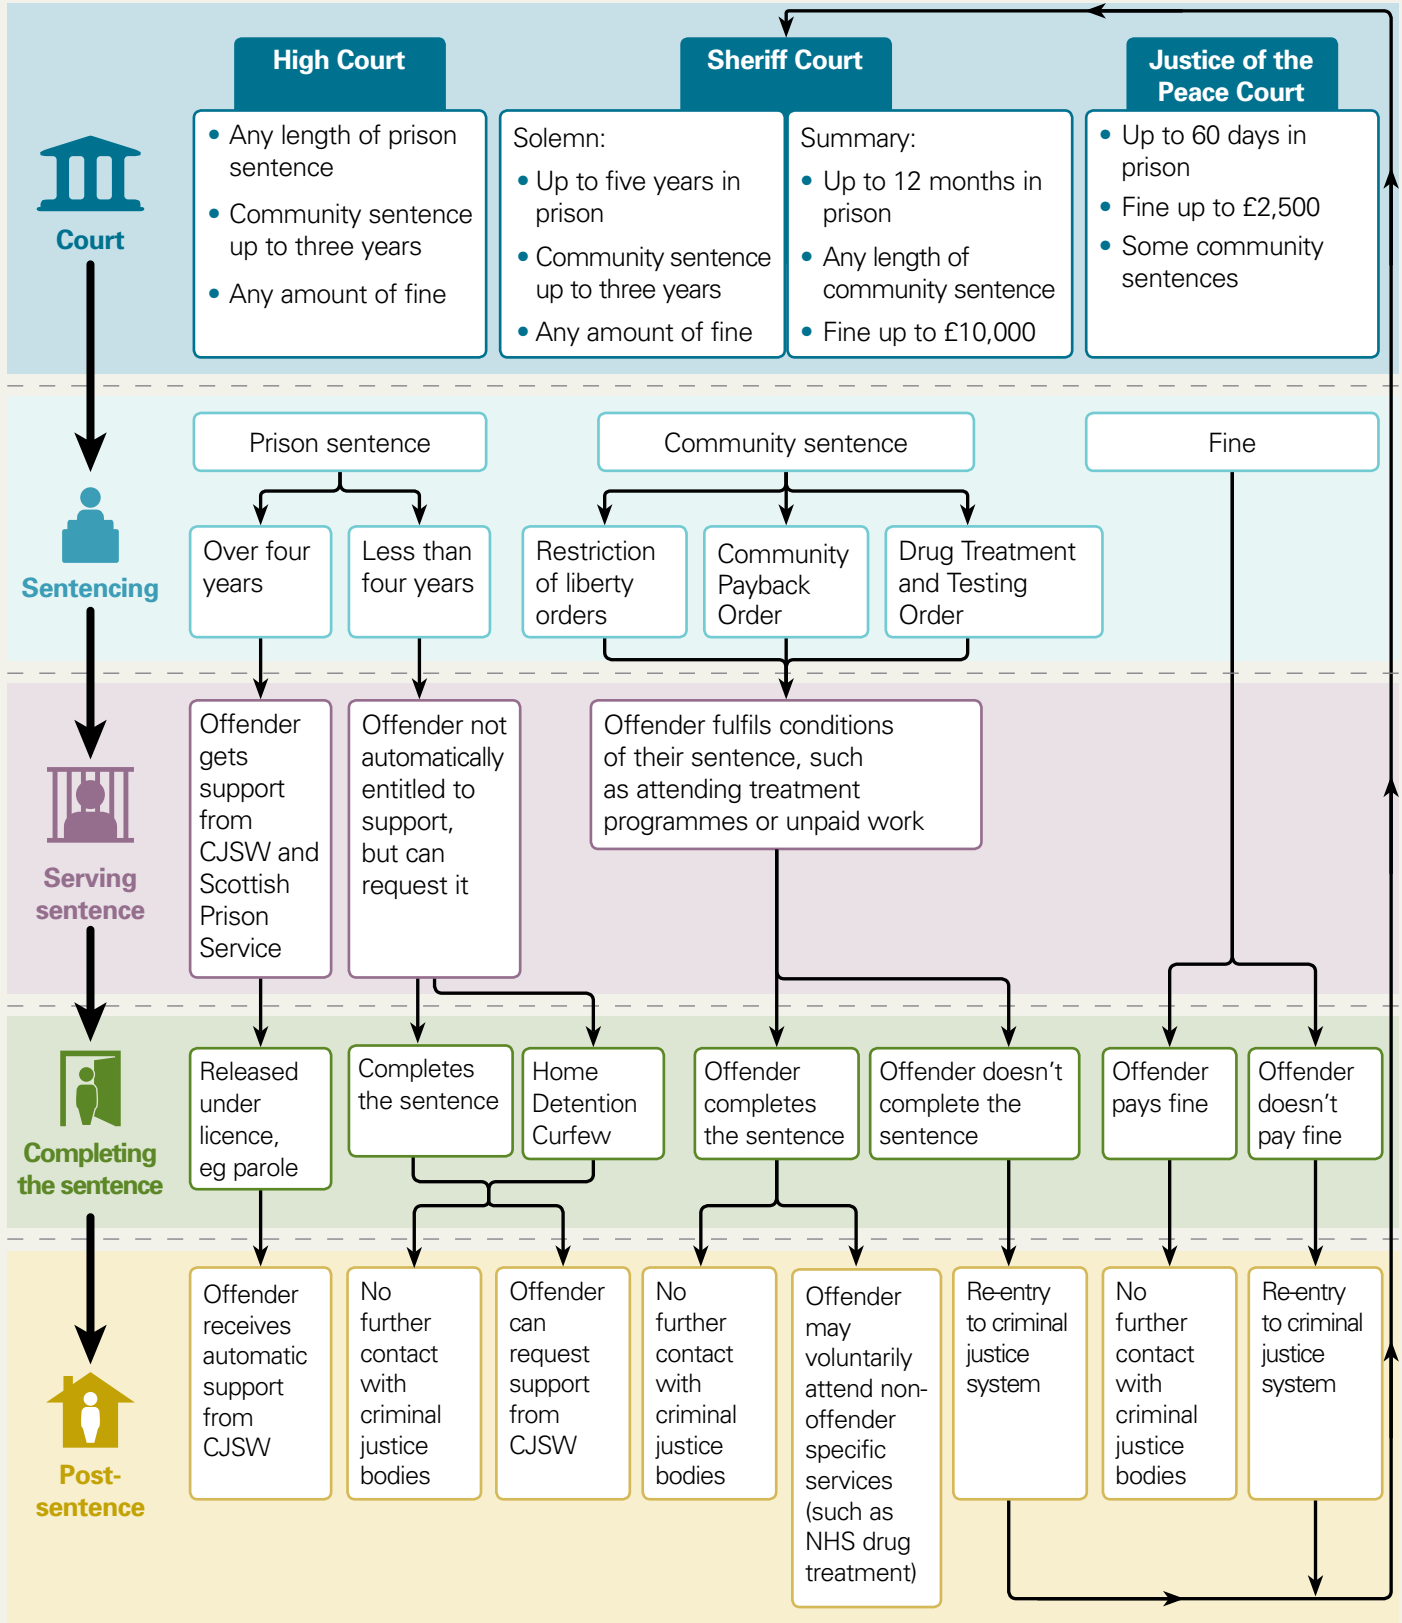 High Court
Sheriff Court
Justice of the
Peace Court
Court
• Any length of prison
sentence
• Community sentence
up to three years
• Any amount of fine
Solemn:
• Up to five years in
prison
• Community sentence
up to three years
• Any amount of fine
Summary:
• Up to 12 months in
prison
• Any length of
community sentence
• Fine up to £10,000
• Up to 60 days in
prison
• Fine up to £2,500
• Some community
sentences
Sentencing
Prison sentence
Community sentence
Fine
Over four
years
Less than
four years
Restriction
of liberty
orders
Community
Payback
Order
Drug Treatment
and Testing
Order
Serving
sentence
Offender
gets
support
from
CJSW and
Scottish
Prison
Service
Offender not
automatically
entitled to
support,
but can
request it
Offender fulfils conditions
of their sentence, such
as attending treatment
programmes or unpaid work
Completing
the sentence
Released
under
licence,
eg parole
Completes
the sentence
Home
Detention
Curfew
Offender
completes
the sentence
Offender doesn't
complete the
sentence
Offender
pays fine
Offender
doesn't
pay fine
Post-
sentence
Offender
receives
automatic
support
from
CJSW
No
further
contact
with
criminal
justice
bodies
Offender
can
request
support
from
CJSW
No
further
contact
with
criminal
justice
bodies
Offender
may
voluntarily
attend non-
offender
specific
services
(such as
NHS drug
treatment)
Re-entry
to criminal
justice
system
No
further
contact
with
criminal
justice
bodies
Re-entry
to criminal
justice
system